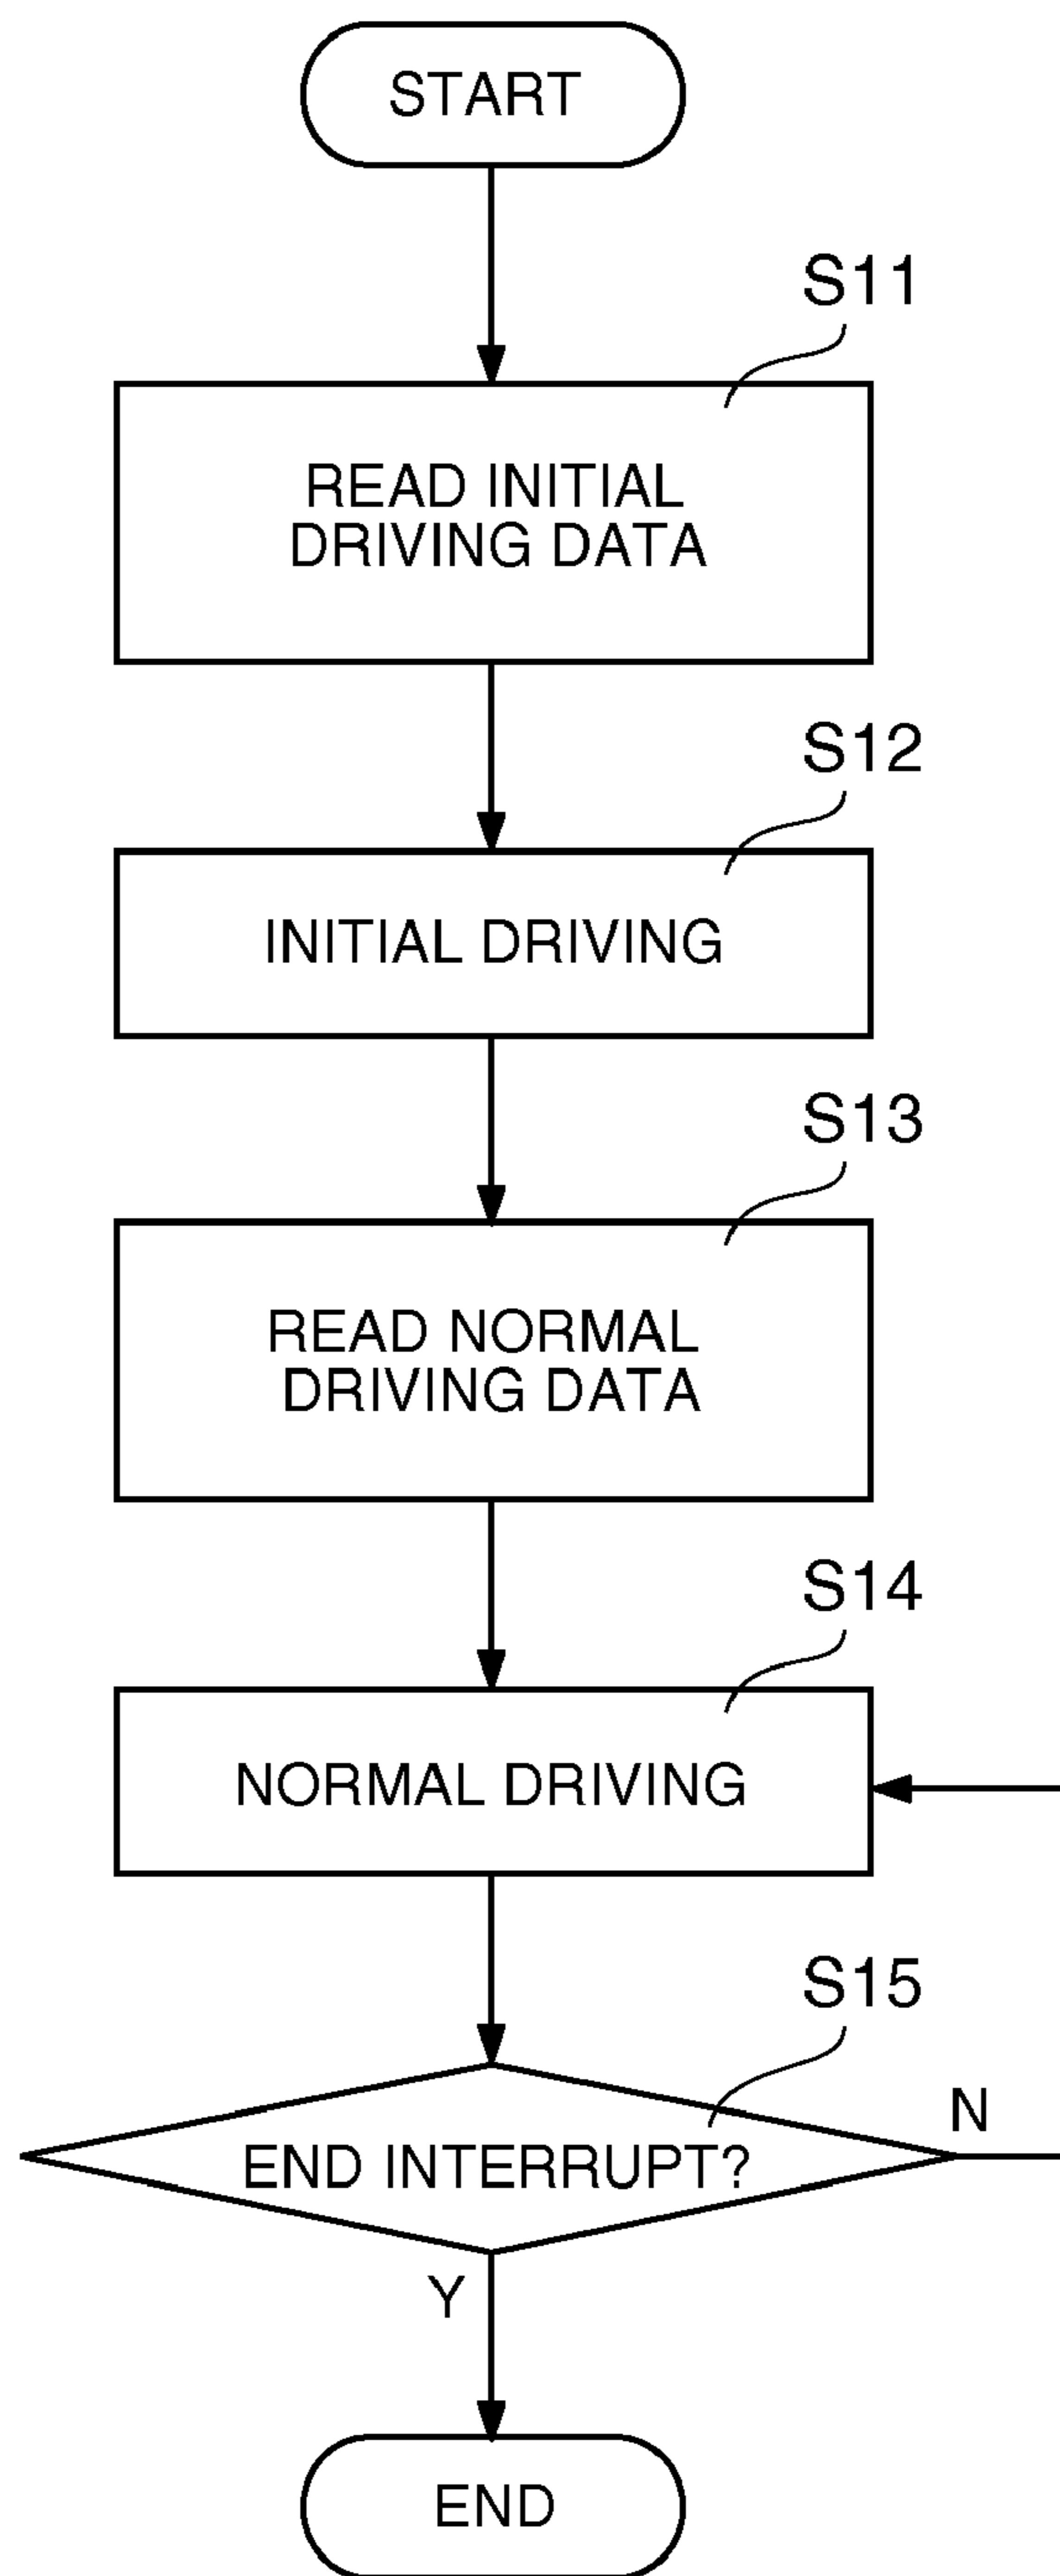 START
S11
READ INITIAL
DRIVING DATA
S12
INITIAL DRIVING
S13
READ NORMAL
DRIVING DATA
S14
NORMAL DRIVING
S15
END INTERRUPT?
N
Y
END